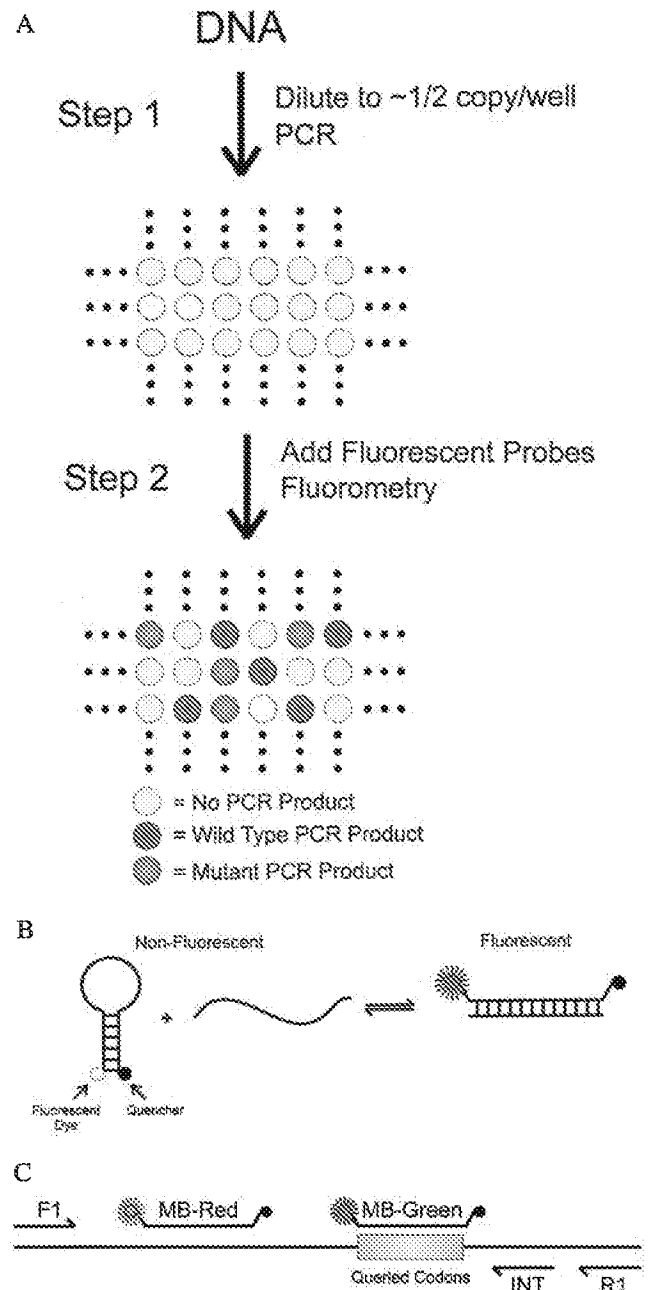 A
DNA
Step 1
Dilute to ~1/2 copy/well
PCR
Step 2
Add Fluorescent Probes
Fluorometry
= No PCR Product
= Wild Type PCR Product
= Mutant PCR Product
B
Non-Fluorescent
Fluorescent
+
Fluorescent
Dye
Quencher
C
F1
MB-Red
MB-Green
Queried Codons
INT
R1